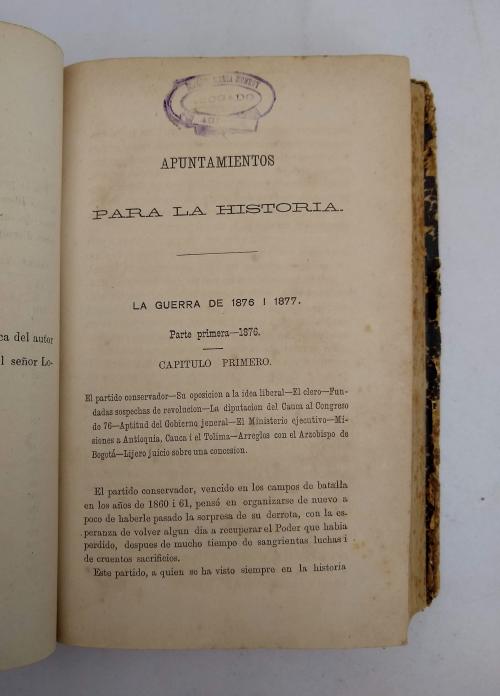 ca del autor
l señor Lo-
ABOGADO
APUNTAMIENTOS
PARA LA HISTORIA.
LA GUERRA DE 1876 I 1877.
Parte primera—1876.
CAPITULO PRIMERO.
El partido conservador—Su oposicion a la idea liberal—El clero—Fun-
dadas sospechas de revolucion—La diputacion del Cauca al Congreso
de 76—Aptitud del Gobierno jeneral—El Ministerio ejecutivo—Mi-
siones a Antioquia, Cauca i el Tolima—Arreglos con el Arzobispo de
Bogotá—Lijero juicio sobre una concesion.
El partido conservador, vencido en los campos de batalla
en los años de 1860 i 61, pensó en organizarse de nuevo a
poco de haberle pasado la sorpresa de su derrota, con la es-
peranza de volver algun dia a recuperar el Poder que habia
perdido, despues de mucho tiempo de sangrientas luchas i
de cruentos sacrificios.
Este partido, a quien se ha visto siempre en la historia